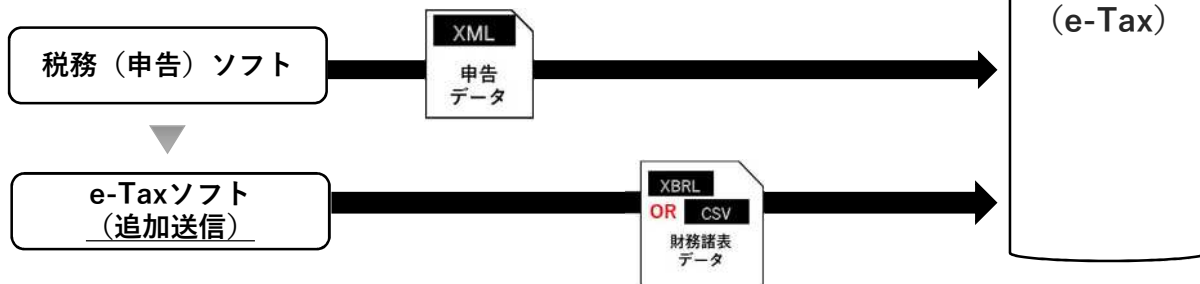 （e-Tax）
税務（申告）ソフト
XML
申告
データ
e-Taxソフト
（追加送信）
XBRL
OR CSV
財務諸表
データ